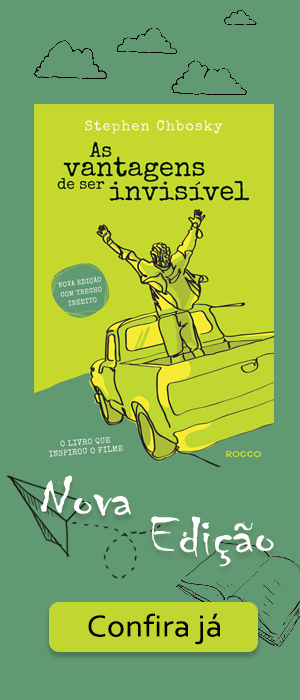 Stephen Chbosky
As
vantagens
de ser invisível
NOVA EDIÇÃO
COM TRECHO
INÉDITO
O LIVRO QUE
INSPIROU O FILME
ROCCO
Nova
Edição
Confira já